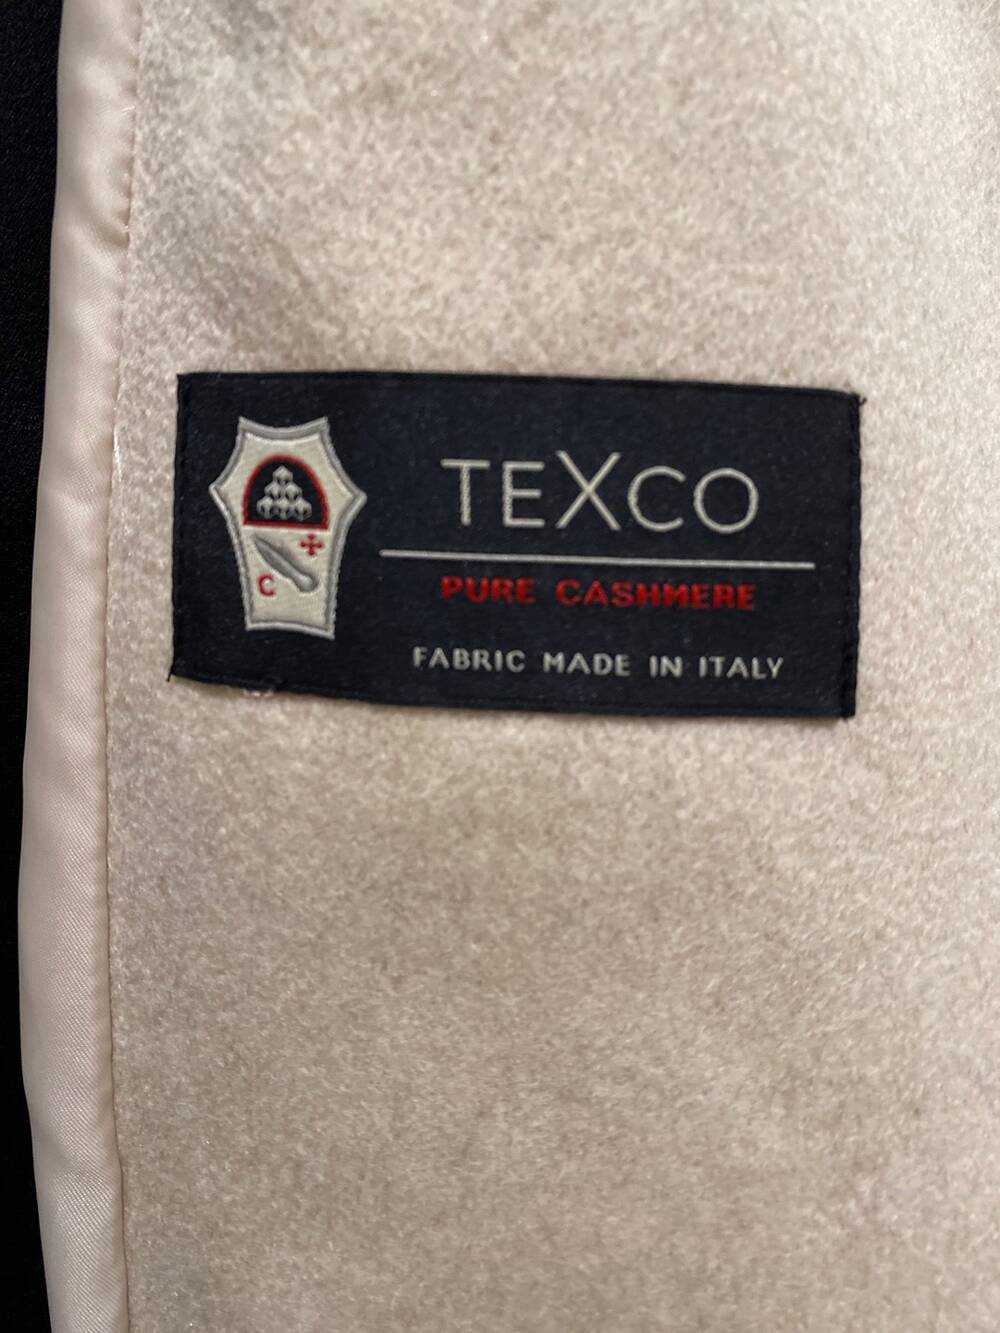 TEXCO
PURE CASHMERE
C
FABRIC MADE IN ITALY